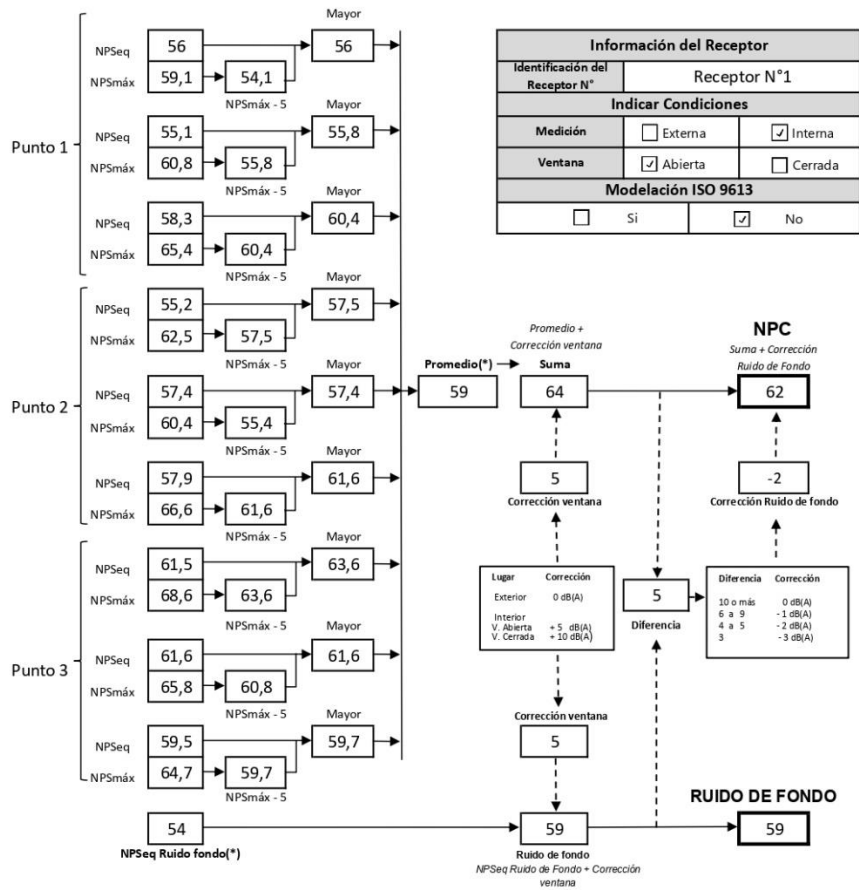 Mayor
NPSeq 56 56
NPSmáx 59,1 54,1
NPSmáx - 5
Mayor
Punto 1
NPSeq 55,1 55,8
NPSmáx 60,8 55,8
NPSmáx - 5
Mayor
NPSeq 58,3 60,4
NPSmáx 65,4 60,4
NPSmáx - 5
Información del Receptor
Identificación del Receptor N° Receptor N°1
Indicar Condiciones
Medición Externa ✓ Interna
Ventana ✓ Abierta Cerrada
Modelación ISO 9613
Si ✓ No
Mayor
NPSeq 55,2 57,5
NPSmáx 62,5 57,5
NPSmáx - 5
Mayor
Punto 2
NPSeq 57,4 57,4
NPSmáx 60,4 55,4
NPSmáx - 5
Mayor
NPSeq 57,9 61,6
NPSmáx 66,6 61,6
NPSmáx - 5
Mayor
NPSeq 61,5 63,6
NPSmáx 68,6 63,6
NPSmáx - 5
Mayor
Punto 3
NPSeq 61,6 61,6
NPSmáx 65,8 60,8
NPSmáx - 5
Mayor
NPSeq 59,5 59,7
NPSmáx 64,7 59,7
NPSmáx - 5
Promedio(*)
59
Promedio +
Corrección ventana
Suma
64
NPC
Suma + Corrección
Ruido de Fondo
62
5
Corrección ventana
-2
Corrección Ruido de fondo
Lugar Corrección
Exterior 0 dB(A)
Interior
V. Abierta + 5 dB(A)
V. Cerrada + 10 dB(A)
5
Diferencia
Diferencia Corrección
10 o más 0 dB(A)
6 a 9 - 1 dB(A)
4 a 5 - 2 dB(A)
3 - 3 dB(A)
Corrección ventana
5
54
NPSeq Ruido fondo(*)
59
Ruido de fondo
NPSeq Ruido de Fondo + Corrección
ventana
RUIDO DE FONDO
59